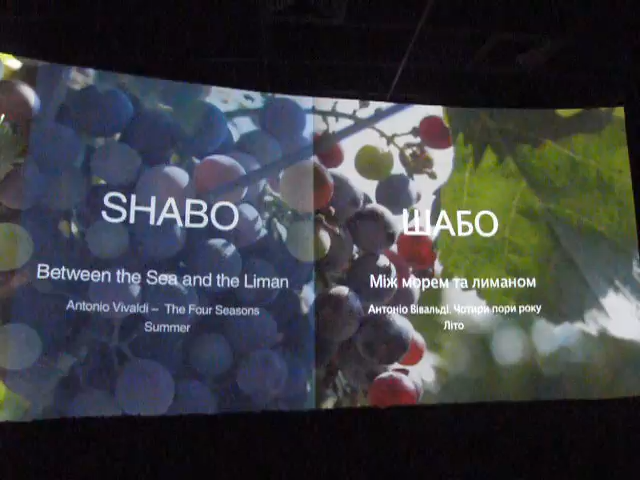 SHABO
Between the Sea and the Liman
Antonio Vivaldi – The Four Seasons
Summer
ШАБО
Між морем та лиманом
Антоніо Вівальді. Чотири пори року
Літо